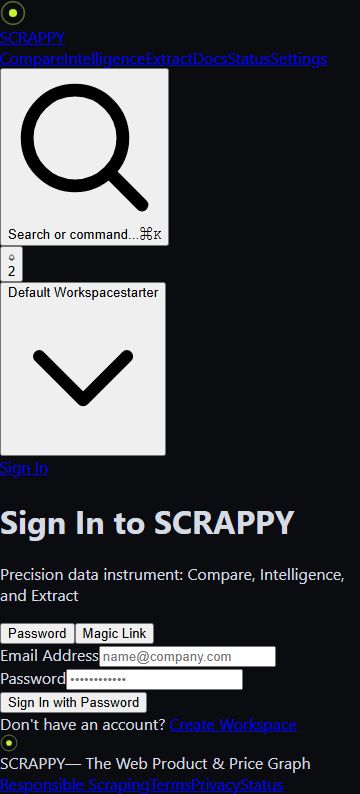 SCRAPPY
CompareIntelligenceExtractDocsStatusSettings
Search or command...⌘K
2
Default Workspacestarter
Sign In
Sign In to SCRAPPY
Precision data instrument: Compare, Intelligence,
and Extract
Password Magic Link
Email Address name@company.com
Password ••••••••••••
Sign In with Password
Don't have an account? Create Workspace
SCRAPPY— The Web Product & Price Graph
Responsible ScrapingTermsPrivacyStatus